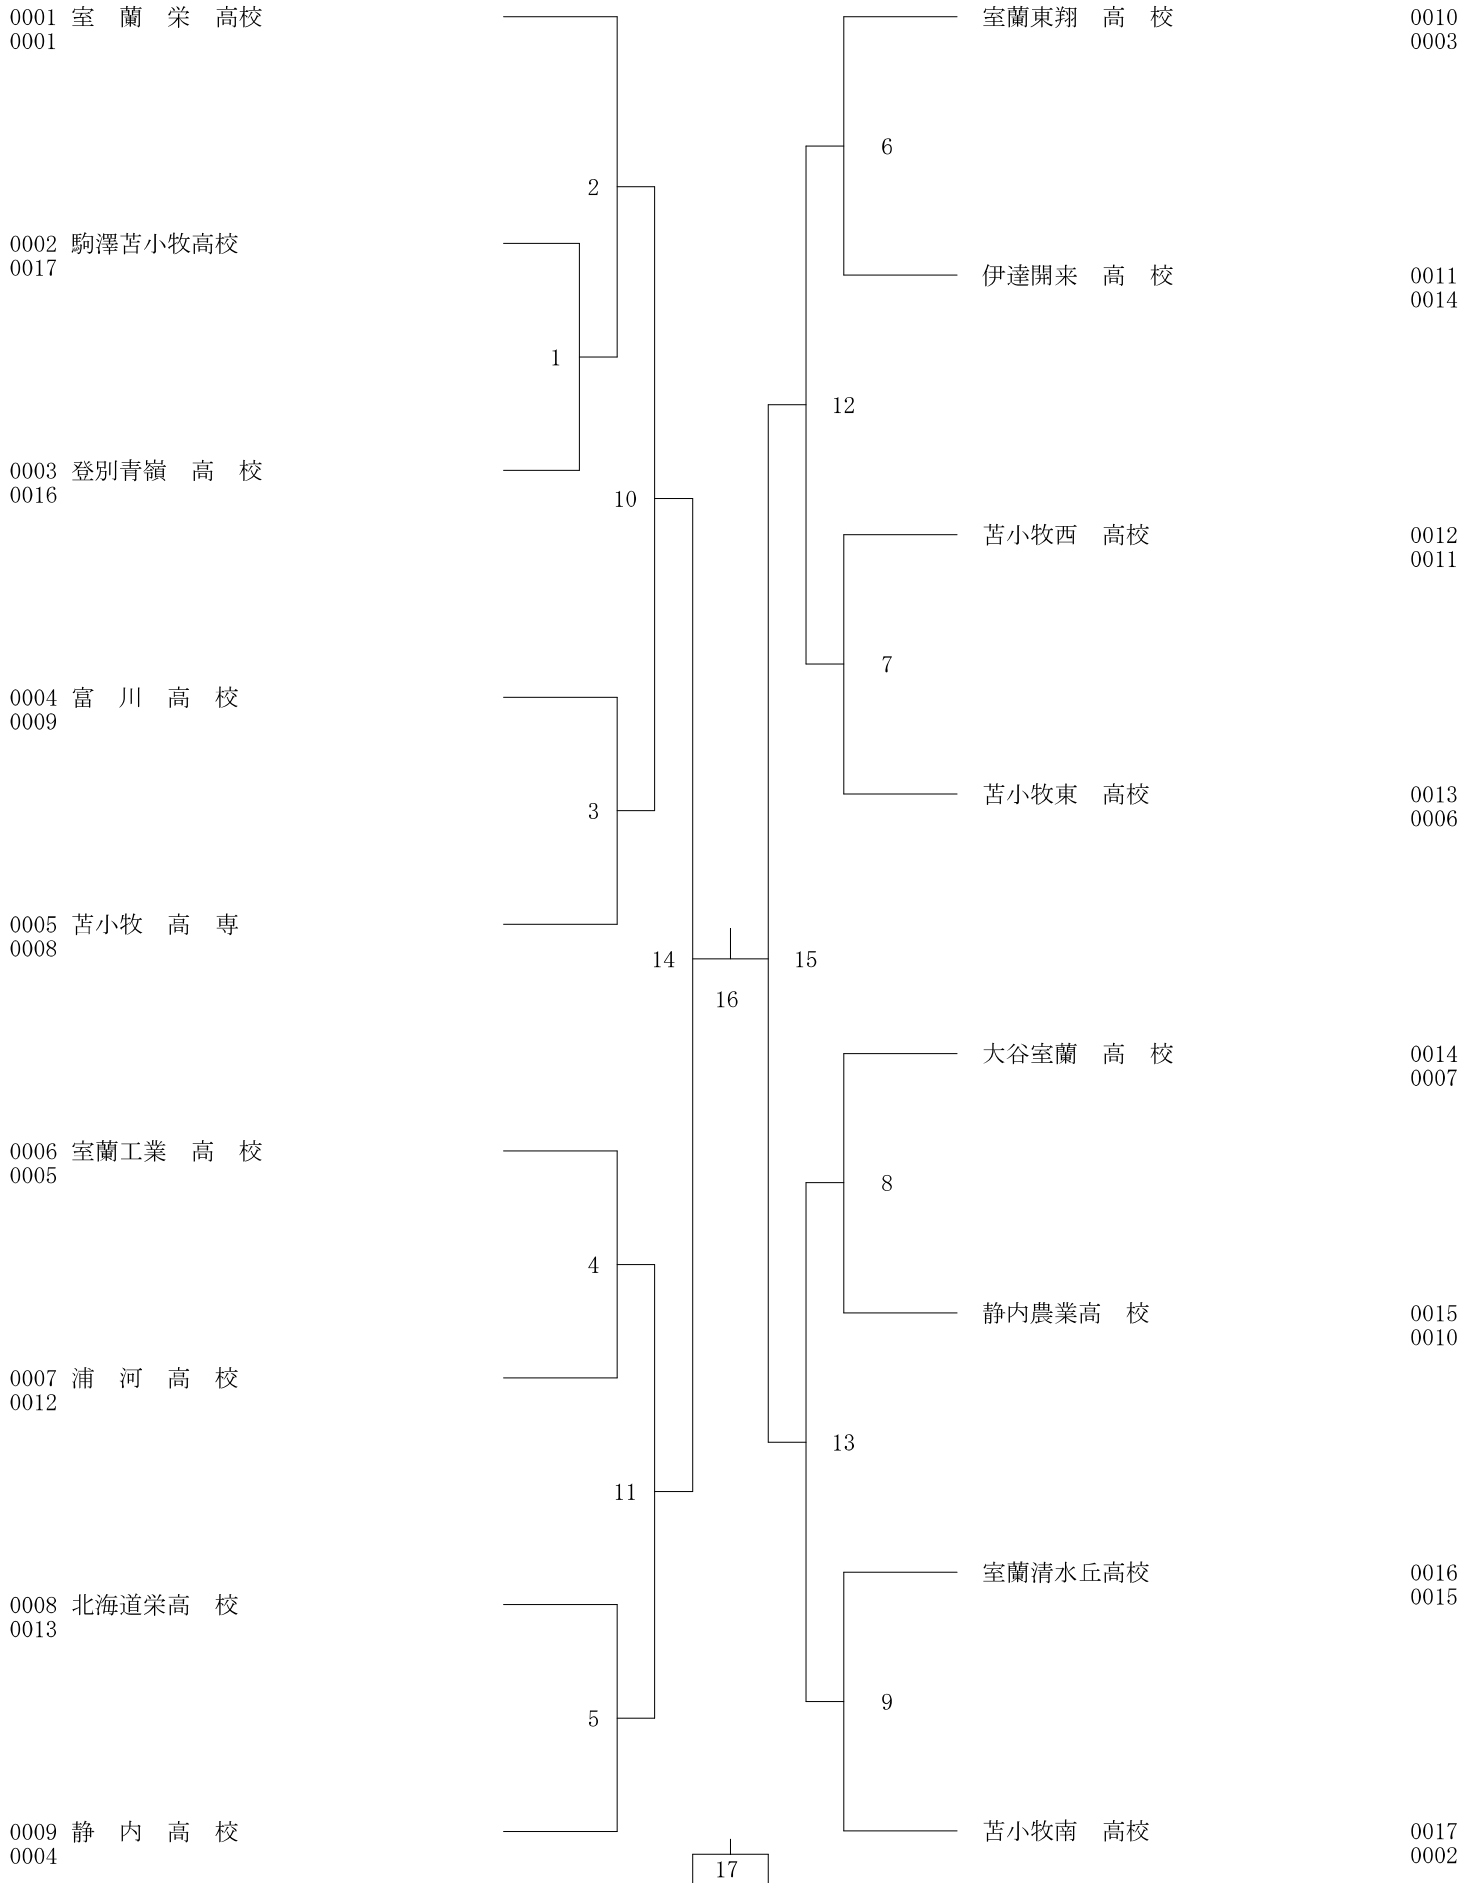 0001 室　蘭　栄　高校
0001
2
0002 駒澤苫小牧高校
0017
1
0003 登別青嶺　高　校
0016
10
0004 富　川　高　校
0009
3
0005 苫小牧　高　専
0008
14
16
15
0006 室蘭工業　高　校
0005
4
0007 浦　河　高　校
0012
11
0008 北海道栄高　校
0013
5
0009 静　内　高　校
0004
17
室蘭東翔　高　校 0010
0003
6
伊達開来　高　校 0011
0014
12
苫小牧西　高校 0012
0011
7
苫小牧東　高校 0013
0006
大谷室蘭　高　校 0014
0007
8
静内農業高　校 0015
0010
13
室蘭清水丘高校 0016
0015
9
苫小牧南　高校 0017
0002